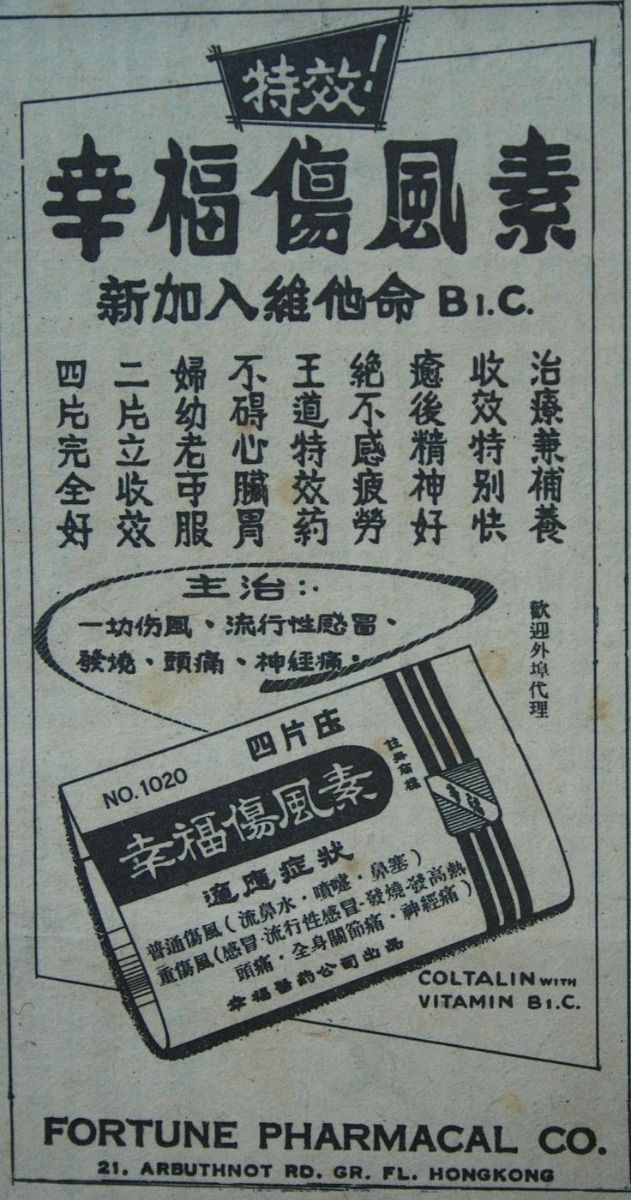 特效!
幸福傷風素
新加入維他命 B1.C.
治療兼補養
收效特別快
癒後精神好
絕不感疲勞
王道特效药
不碍心臟胃
婦幼老可服
二片立收效
四片完全好
主治:
一切伤風、流行性感冒、
發燒、頭痛、神經痛.
歡迎外埠代理
四片庄
NO.1020
註冊商標
幸福
幸福傷風素
適應症狀
普通傷風(流鼻水·噴嚏·鼻塞)
重傷風(感冒·流行性感冒·發燒·發高熱
頭痛·全身關節痛·神經痛)
幸福醫药公司出品
COLTALIN WITH
VITAMIN B1.C.
FORTUNE PHARMACAL CO.
21, ARBUTHNOT RD. GR. FL. HONGKONG